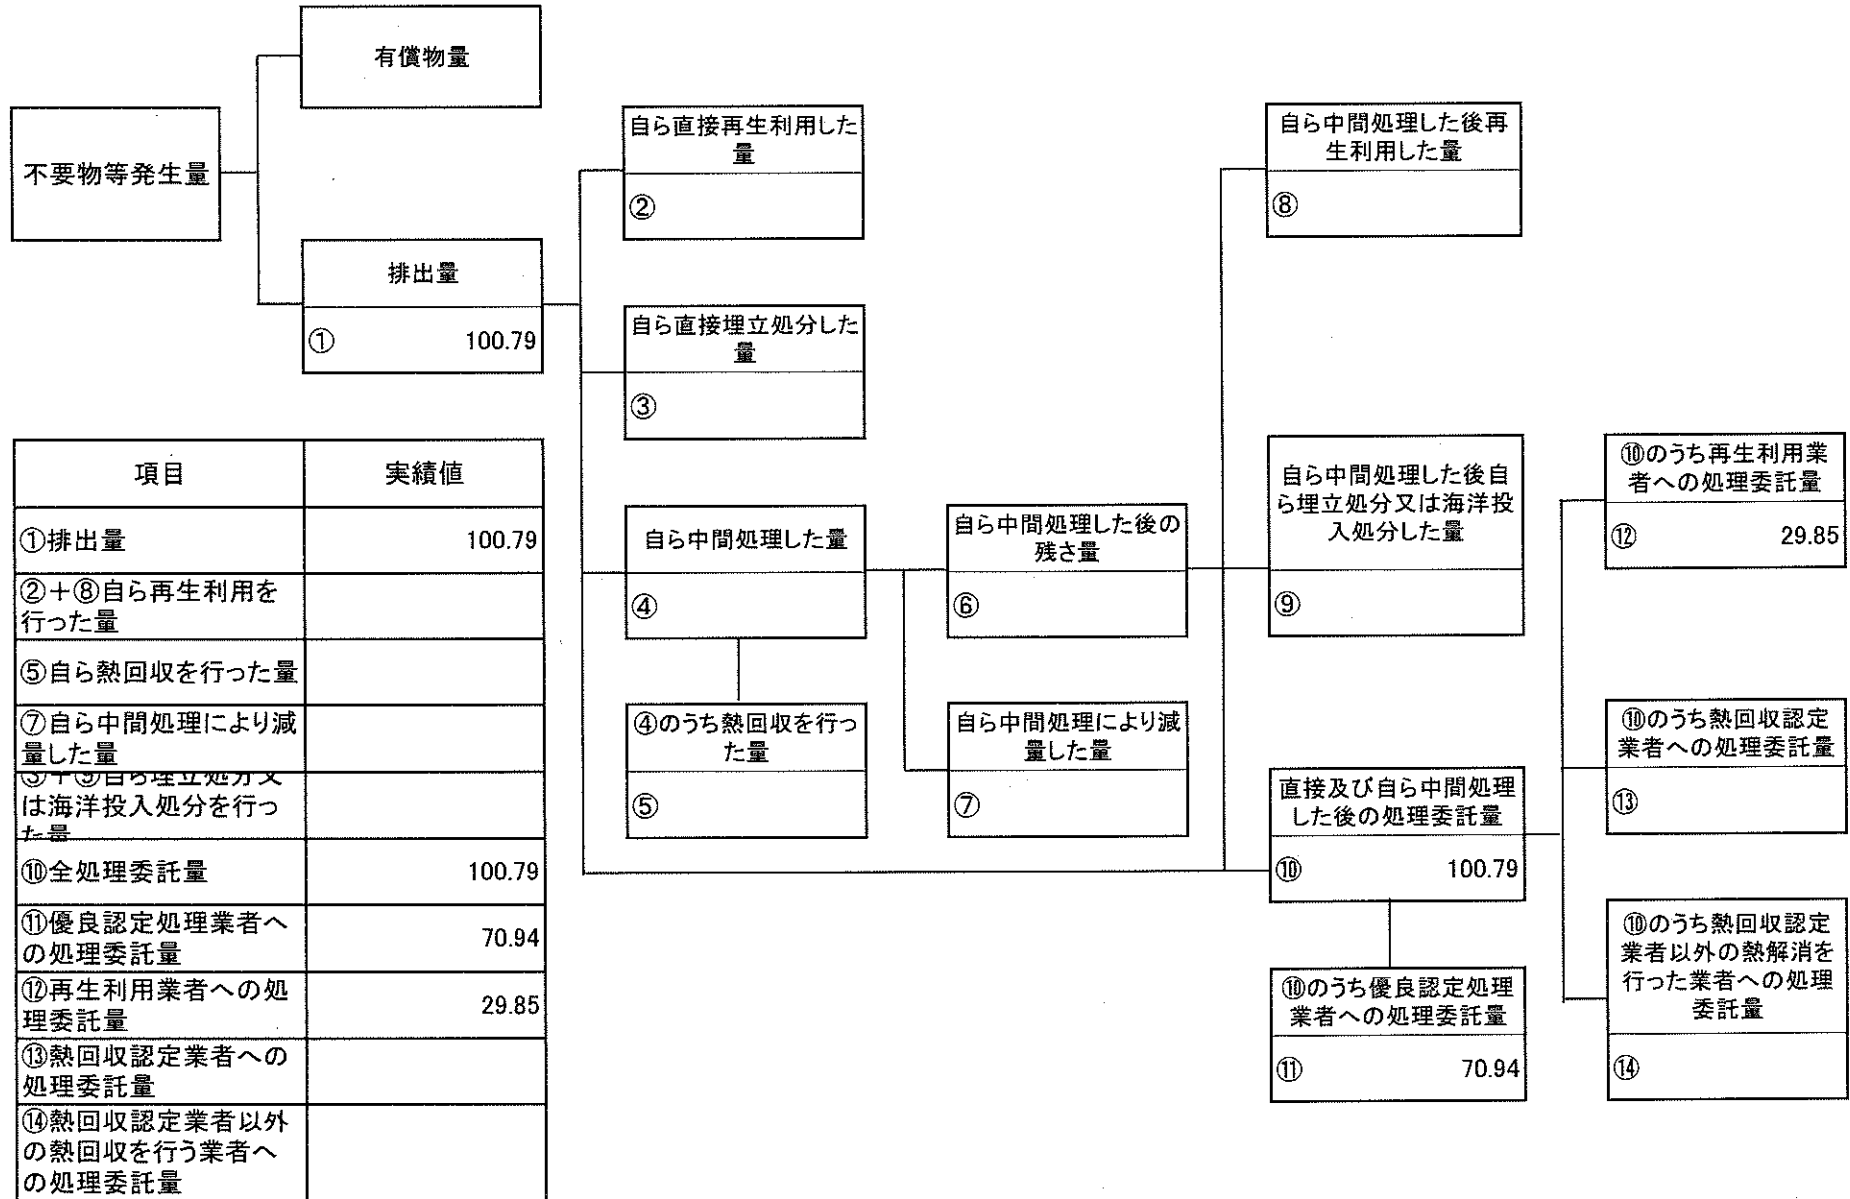 有償物量
不要物等発生量
排出量
① 100.79
自ら直接再生利用した
量
②
自ら直接埋立処分した
量
③
自ら中間処理した量
④
④のうち熱回収を行っ
た量
⑤
自ら中間処理した後の
残さ量
⑥
自ら中間処理により減
量した量
⑦
自ら中間処理した後再
生利用した量
⑧
自ら中間処理した後自
ら埋立処分又は海洋投
入処分した量
⑨
直接及び自ら中間処理
した後の処理委託量
⑩ 100.79
⑩のうち優良認定処理
業者への処理委託量
⑪ 70.94
⑩のうち再生利用業
者への処理委託量
⑫ 29.85
⑩のうち熱回収認定
業者への処理委託量
⑬
⑩のうち熱回収認定
業者以外の熱解消を
行った業者への処理
委託量
⑭
項目 実績値
①排出量 100.79
②+⑧自ら再生利用を
行った量
⑤自ら熱回収を行った量
⑦自ら中間処理により減
量した量
③+⑨自ら埋立処分又
は海洋投入処分を行っ
た量
⑩全処理委託量 100.79
⑪優良認定処理業者へ
の処理委託量 70.94
⑫再生利用業者への処
理委託量 29.85
⑬熱回収認定業者への
処理委託量
⑭熱回収認定業者以外
の熱回収を行う業者へ
の処理委託量